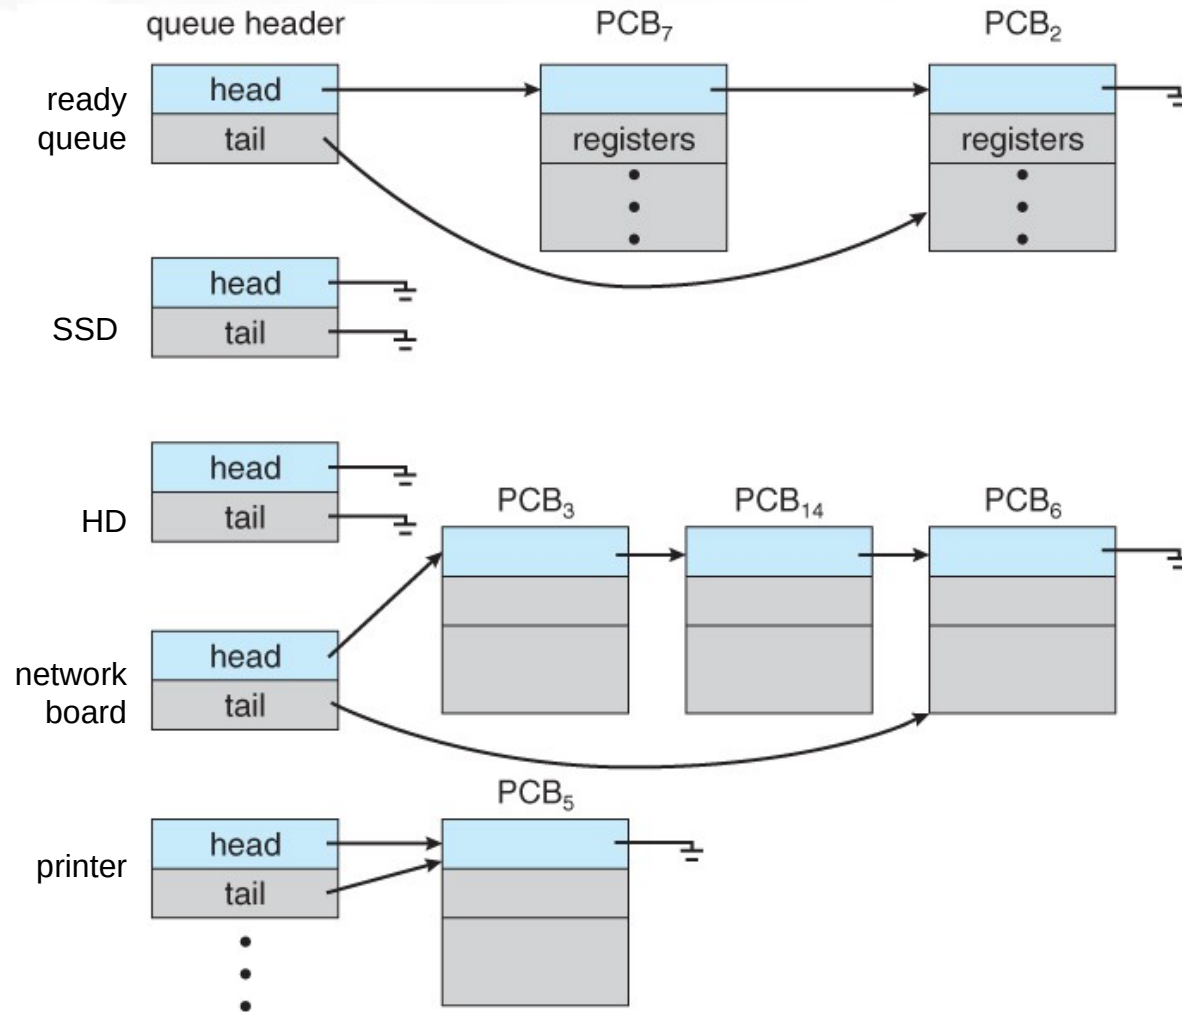 queue header
PCB₇
PCB₂
ready
queue
head
tail
registers
registers
SSD
head
tail
HD
head
tail
PCB₃
PCB₁₄
PCB₆
network
board
head
tail
PCB₅
printer
head
tail